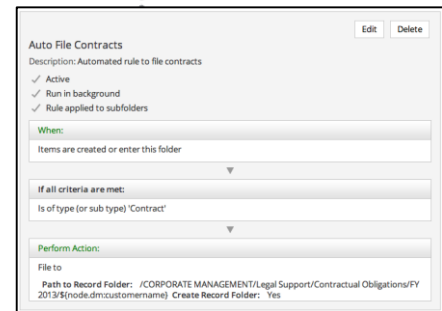 Edit Delete
Auto File Contracts
Description: Automated rule to file contracts
Active
Run in background
Rule applied to subfolders
When:
Items are created or enter this folder
If all criteria are met:
Is of type (or sub type) 'Contract'
Perform Action:
File to
Path to Record Folder: /CORPORATE MANAGEMENT/Legal Support/Contractual Obligations/FY
2013/${node.dm:customername} Create Record Folder: Yes